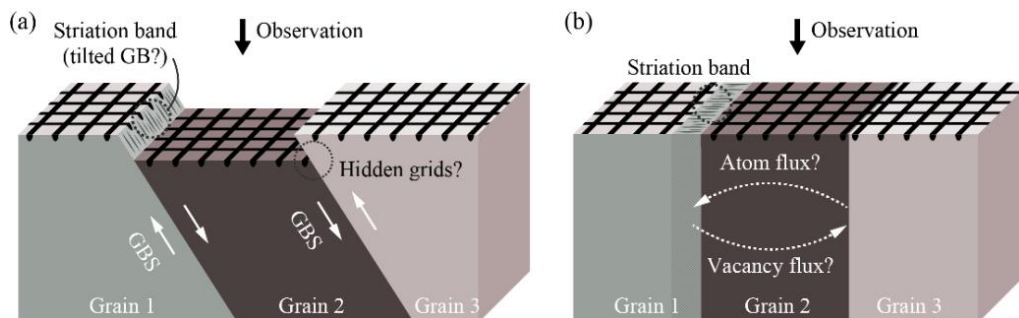 (a)
Striation band
(tilted GB?)
Observation
Hidden grids?
GBS
GBS
Grain 1
Grain 2
Grain 3
(b)
Observation
Striation band
Atom flux?
Vacancy flux?
Grain 1
Grain 2
Grain 3